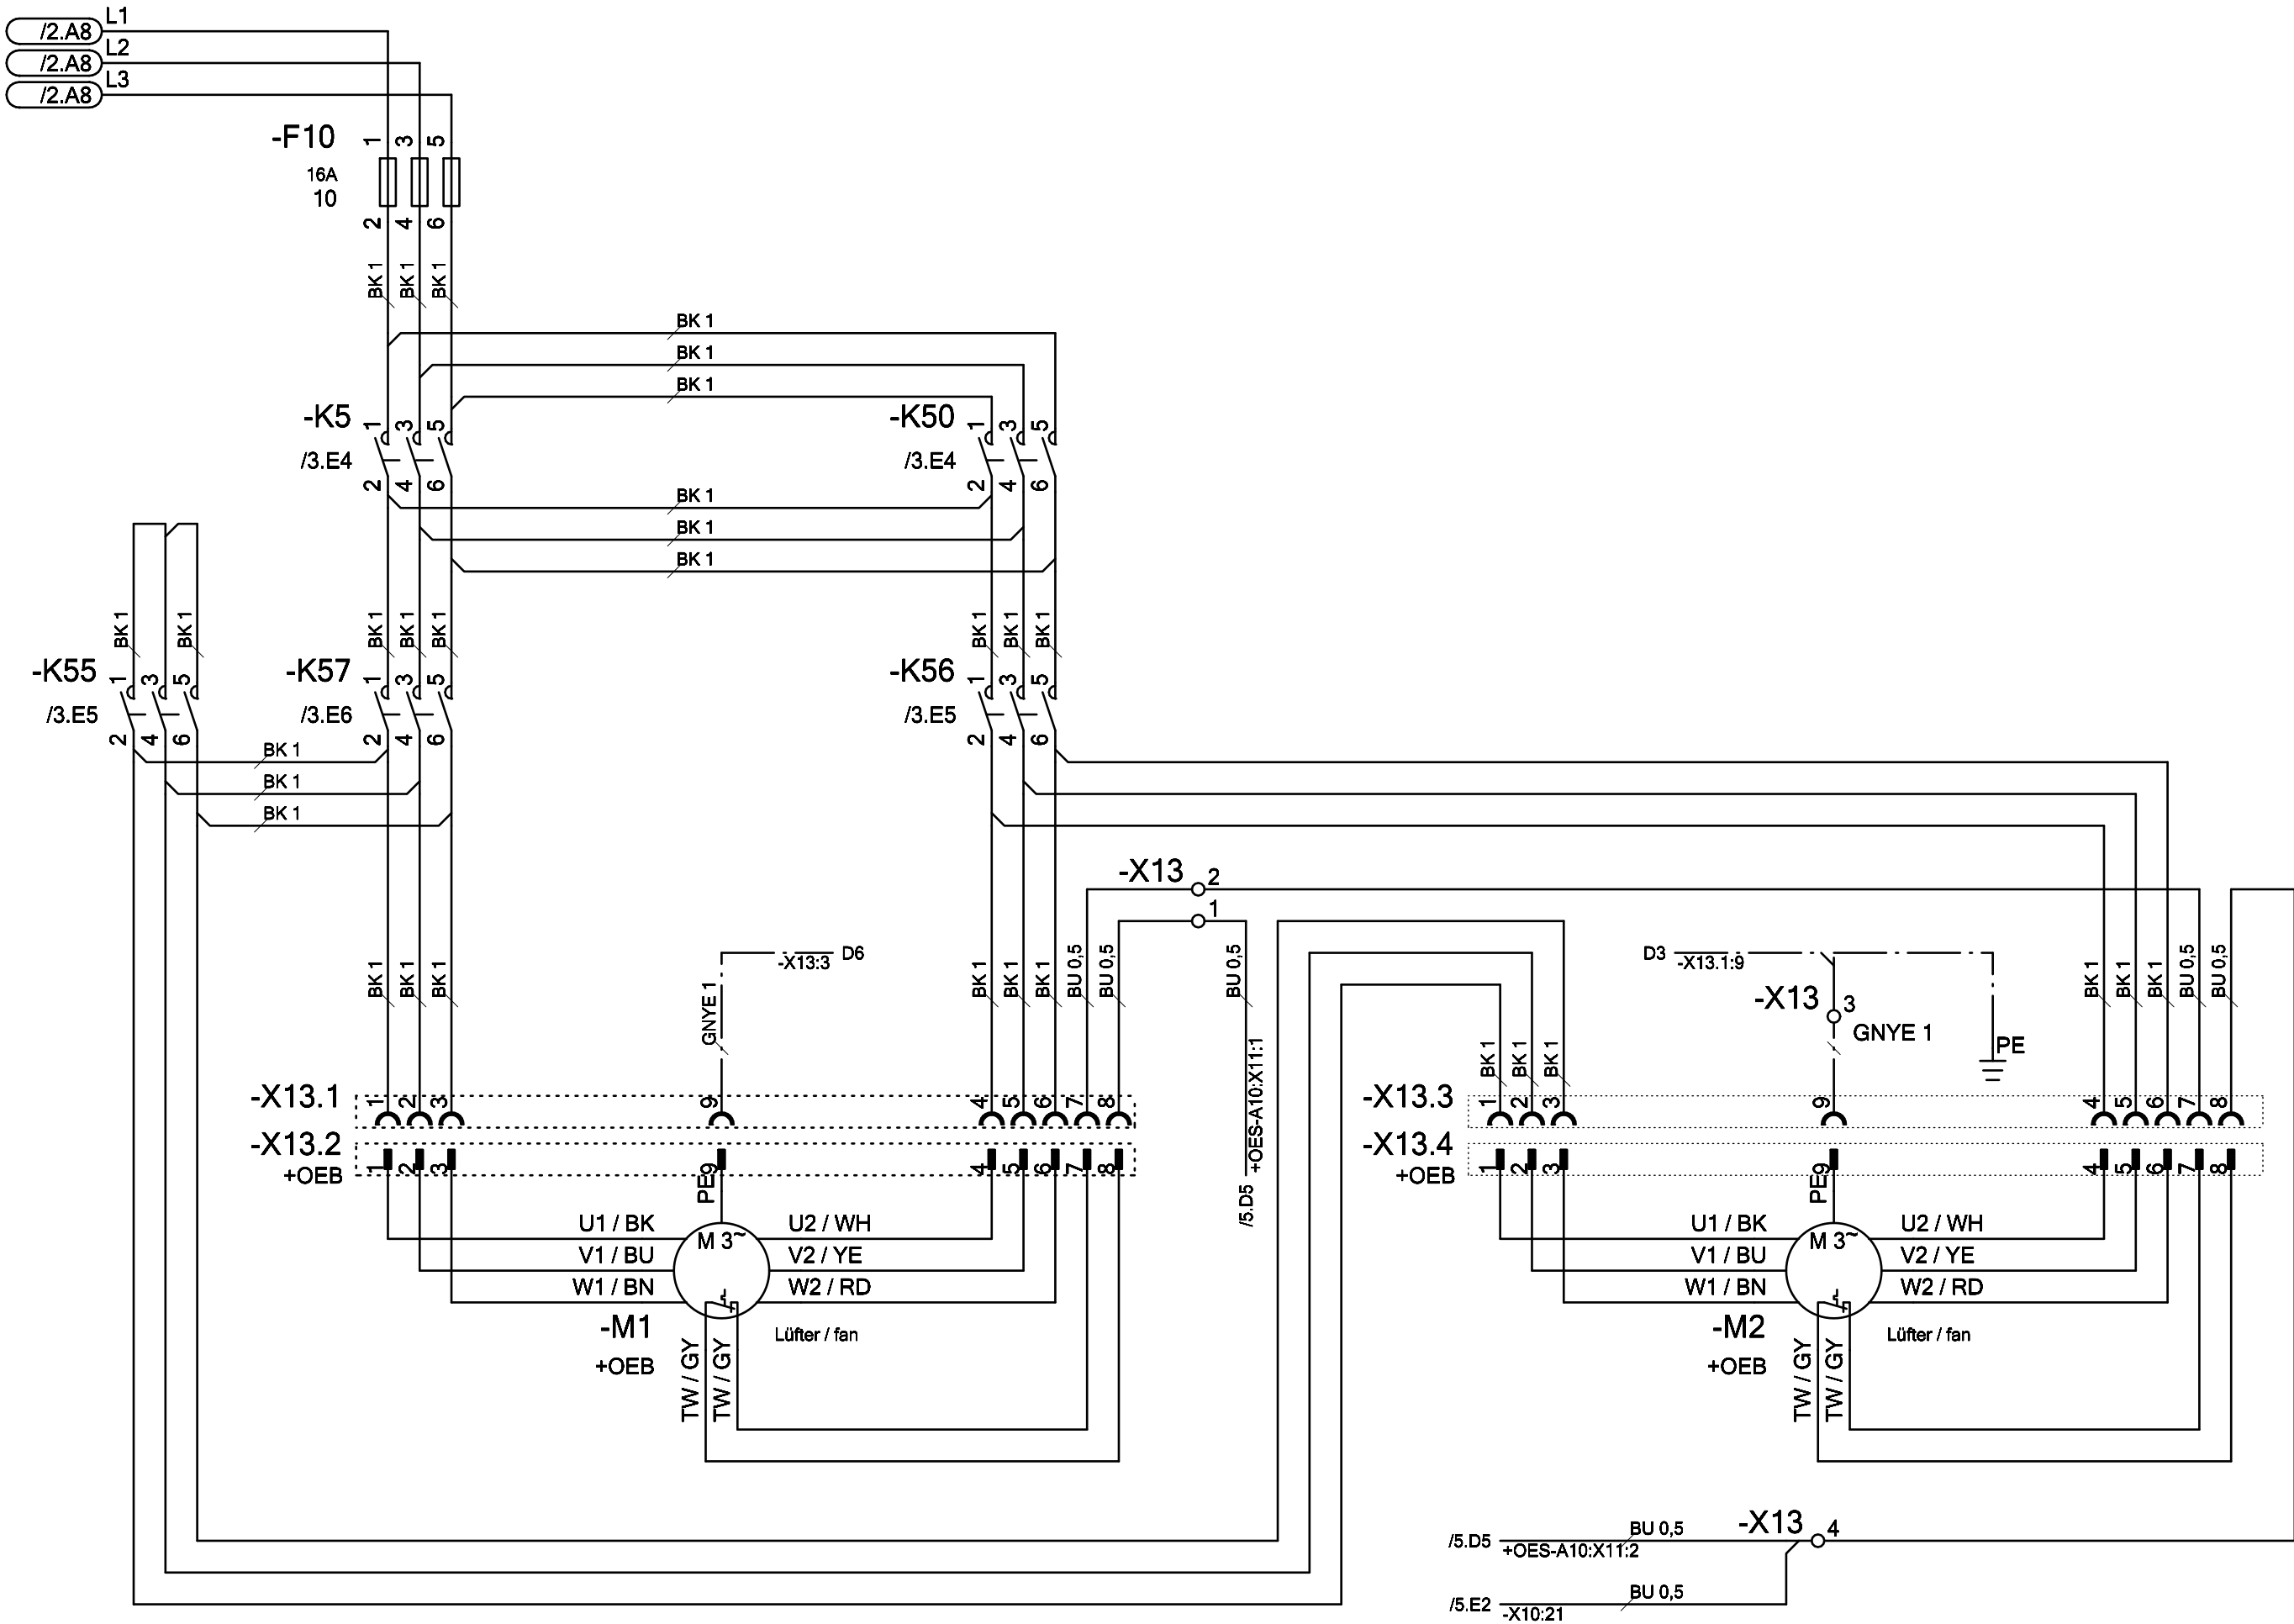 L1
/2.A8
L2
/2.A8
L3
/2.A8
-F10
1 3 5
16A
10
2 4 6
BK 1 BK 1 BK 1
BK 1
BK 1
BK 1
-K5
1 3 5
/3.E4
2 4 6
-K50
1 3 5
/3.E4
2 4 6
BK 1
BK 1
BK 1
BK 1 BK 1
BK 1 BK 1 BK 1
BK 1 BK 1 BK 1
-K55
1 3 5
/3.E5
2 4 6
-K57
1 3 5
/3.E6
2 4 6
-K56
1 3 5
/3.E5
2 4 6
BK 1
BK 1
BK 1
-X13
2
1
BK 1 BK 1 BK 1
GNYE 1
-X13:3
D6
BK 1 BK 1 BK 1 BU 0,5 BU 0,5
BU 0,5
+OES-A10:X11:1
/5.D5
D3
-X13.1:9
-X13
3
GNYE 1
PE
BK 1 BK 1 BK 1
BK 1 BK 1 BK 1 BU 0,5 BU 0,5
-X13.1
1 2 3 9 4 5 6 7 8
-X13.2
+OEB
1 2 3 9 4 5 6 7 8
PE
-X13.3
1 2 3 9 4 5 6 7 8
-X13.4
+OEB
1 2 3 9 4 5 6 7 8
PE
U1 / BK
V1 / BU
W1 / BN
M 3~
U2 / WH
V2 / YE
W2 / RD
-M1
+OEB
Lüfter / fan
TW / GY
TW / GY
U1 / BK
V1 / BU
W1 / BN
M 3~
U2 / WH
V2 / YE
W2 / RD
-M2
+OEB
Lüfter / fan
TW / GY
TW / GY
/5.D5
BU 0,5
+OES-A10:X11:2
-X13
4
/5.E2
BU 0,5
-X10:21